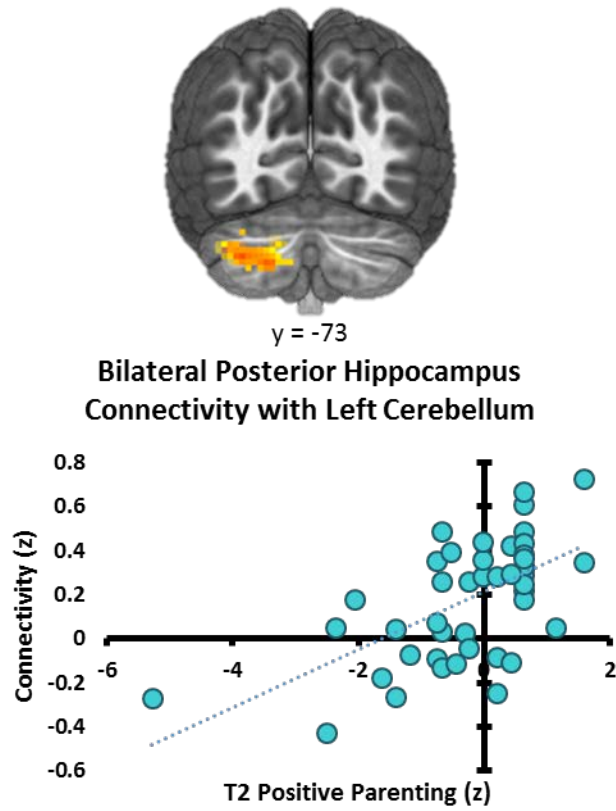 y = -73
Bilateral Posterior Hippocampus
Connectivity with Left Cerebellum
Connectivity (z)
0.8
0.6
0.4
0.2
0
-0.2
-0.4
-0.6
-6 -4 -2 0 2
T2 Positive Parenting (z)